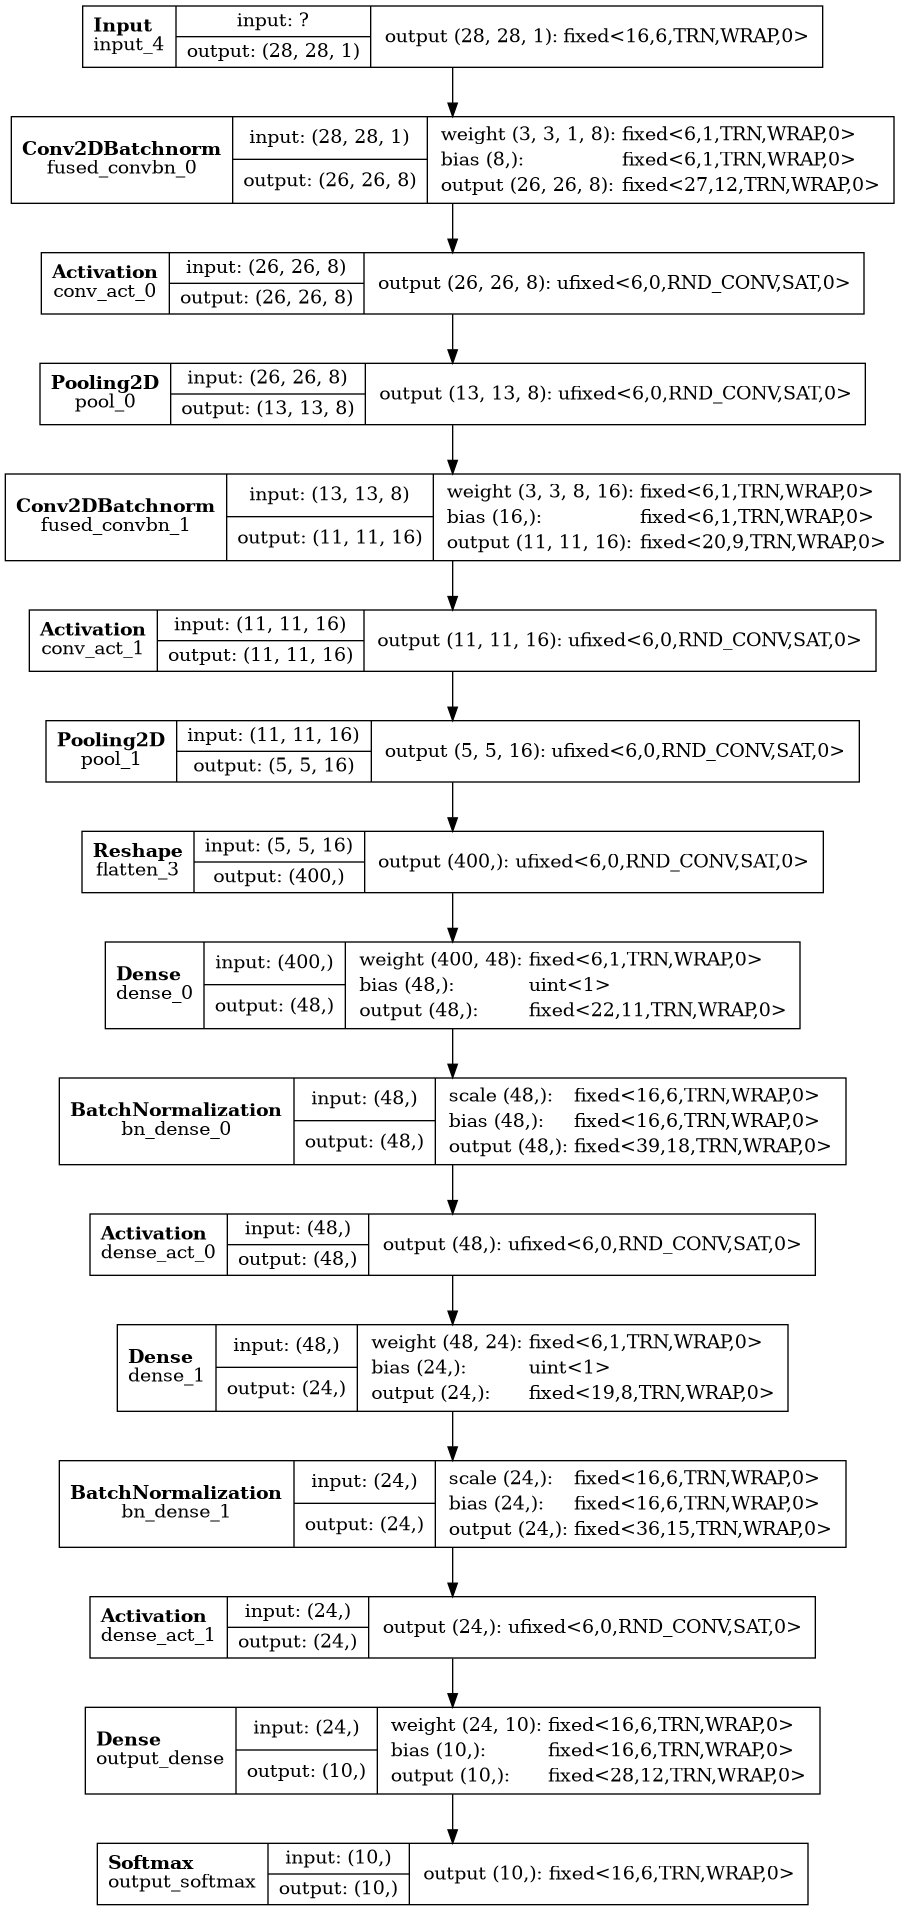 Input
input_4
input: ?
output: (28, 28, 1)
output (28, 28, 1): fixed<16,6,TRN,WRAP,0>
Conv2DBatchnorm
fused_convbn_0
input: (28, 28, 1)
output: (26, 26, 8)
weight (3, 3, 1, 8): fixed<6,1,TRN,WRAP,0>
bias (8,): fixed<6,1,TRN,WRAP,0>
output (26, 26, 8): fixed<27,12,TRN,WRAP,0>
Activation
conv_act_0
input: (26, 26, 8)
output: (26, 26, 8)
output (26, 26, 8): ufixed<6,0,RND_CONV,SAT,0>
Pooling2D
pool_0
input: (26, 26, 8)
output: (13, 13, 8)
output (13, 13, 8): ufixed<6,0,RND_CONV,SAT,0>
Conv2DBatchnorm
fused_convbn_1
input: (13, 13, 8)
output: (11, 11, 16)
weight (3, 3, 8, 16): fixed<6,1,TRN,WRAP,0>
bias (16,): fixed<6,1,TRN,WRAP,0>
output (11, 11, 16): fixed<20,9,TRN,WRAP,0>
Activation
conv_act_1
input: (11, 11, 16)
output: (11, 11, 16)
output (11, 11, 16): ufixed<6,0,RND_CONV,SAT,0>
Pooling2D
pool_1
input: (11, 11, 16)
output: (5, 5, 16)
output (5, 5, 16): ufixed<6,0,RND_CONV,SAT,0>
Reshape
flatten_3
input: (5, 5, 16)
output: (400,)
output (400,): ufixed<6,0,RND_CONV,SAT,0>
Dense
dense_0
input: (400,)
output: (48,)
weight (400, 48): fixed<6,1,TRN,WRAP,0>
bias (48,): uint<1>
output (48,): fixed<22,11,TRN,WRAP,0>
BatchNormalization
bn_dense_0
input: (48,)
output: (48,)
scale (48,): fixed<16,6,TRN,WRAP,0>
bias (48,): fixed<16,6,TRN,WRAP,0>
output (48,): fixed<39,18,TRN,WRAP,0>
Activation
dense_act_0
input: (48,)
output: (48,)
output (48,): ufixed<6,0,RND_CONV,SAT,0>
Dense
dense_1
input: (48,)
output: (24,)
weight (48, 24): fixed<6,1,TRN,WRAP,0>
bias (24,): uint<1>
output (24,): fixed<19,8,TRN,WRAP,0>
BatchNormalization
bn_dense_1
input: (24,)
output: (24,)
scale (24,): fixed<16,6,TRN,WRAP,0>
bias (24,): fixed<16,6,TRN,WRAP,0>
output (24,): fixed<36,15,TRN,WRAP,0>
Activation
dense_act_1
input: (24,)
output: (24,)
output (24,): ufixed<6,0,RND_CONV,SAT,0>
Dense
output_dense
input: (24,)
output: (10,)
weight (24, 10): fixed<16,6,TRN,WRAP,0>
bias (10,): fixed<16,6,TRN,WRAP,0>
output (10,): fixed<28,12,TRN,WRAP,0>
Softmax
output_softmax
input: (10,)
output: (10,)
output (10,): fixed<16,6,TRN,WRAP,0>